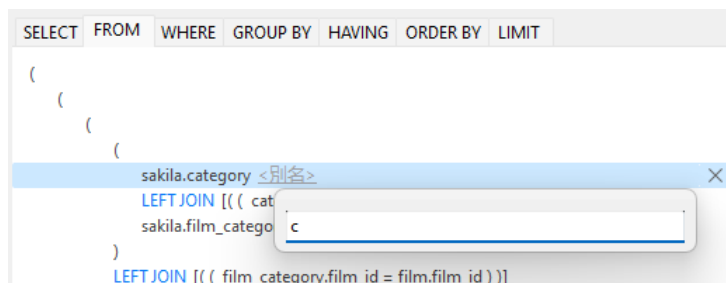 SELECT FROM WHERE GROUP BY HAVING ORDER BY LIMIT
(
(
(
(
sakila.category <別名>
LEFT JOIN [( ( cat
sakila.film_catego
c
)
LEFT JOIN [( ( film_category.film_id = film.film_id ) )]